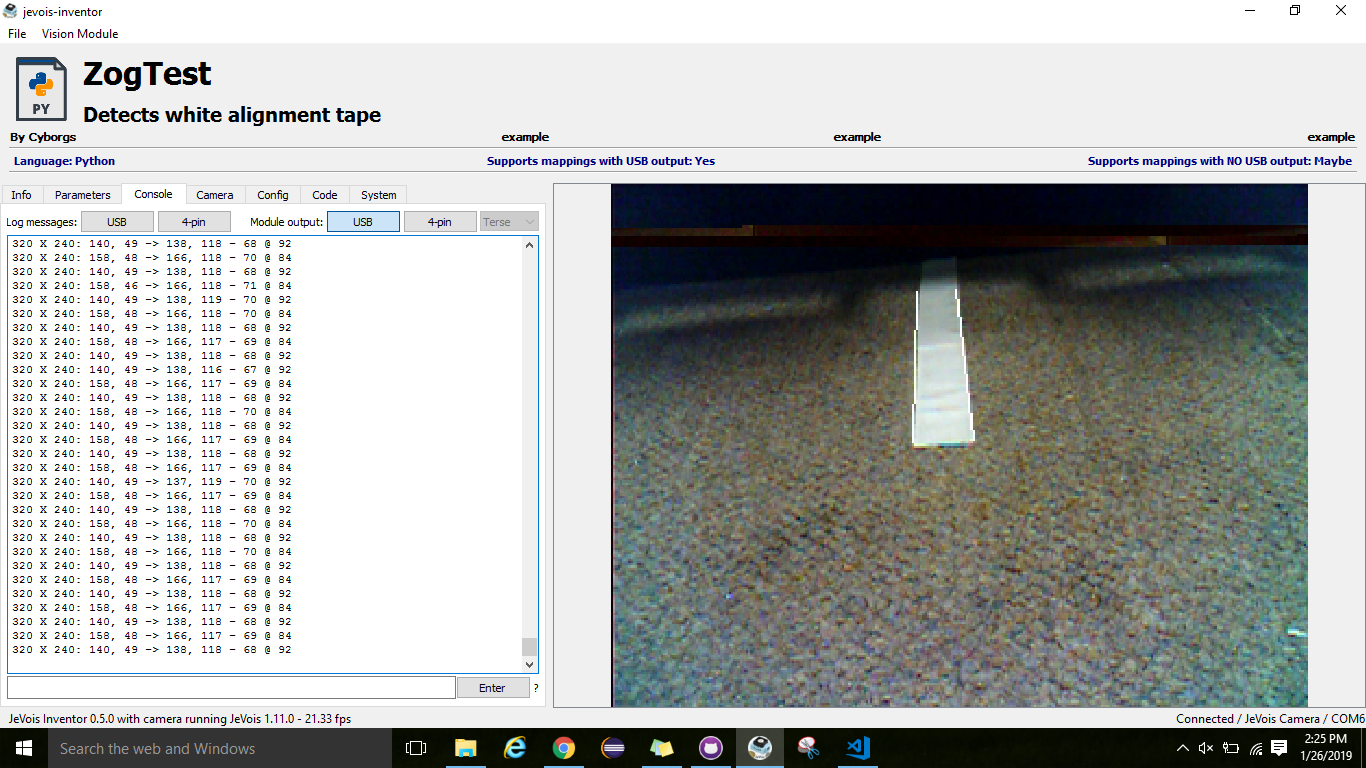 jevois-inventor
File Vision Module
PY
ZogTest
Detects white alignment tape
By Cyborgs example example example
Language: Python Supports mappings with USB output: Yes Supports mappings with NO USB output: Maybe
Info Parameters Console Camera Config Code System
Log messages: USB 4-pin Module output: USB 4-pin Terse
320 X 240: 140, 49 -> 138, 118 - 68 @ 92
320 X 240: 158, 48 -> 166, 118 - 70 @ 84
320 X 240: 140, 49 -> 138, 118 - 68 @ 92
320 X 240: 158, 46 -> 166, 118 - 71 @ 84
320 X 240: 140, 49 -> 138, 119 - 70 @ 92
320 X 240: 158, 48 -> 166, 118 - 70 @ 84
320 X 240: 140, 49 -> 138, 118 - 68 @ 92
320 X 240: 158, 48 -> 166, 117 - 69 @ 84
320 X 240: 140, 49 -> 138, 118 - 68 @ 92
320 X 240: 140, 49 -> 138, 116 - 67 @ 92
320 X 240: 158, 48 -> 166, 117 - 69 @ 84
320 X 240: 140, 49 -> 138, 118 - 68 @ 92
320 X 240: 158, 48 -> 166, 118 - 70 @ 84
320 X 240: 140, 49 -> 138, 118 - 68 @ 92
320 X 240: 158, 48 -> 166, 117 - 69 @ 84
320 X 240: 140, 49 -> 138, 118 - 68 @ 92
320 X 240: 158, 48 -> 166, 117 - 69 @ 84
320 X 240: 140, 49 -> 137, 119 - 70 @ 92
320 X 240: 158, 48 -> 166, 117 - 69 @ 84
320 X 240: 140, 49 -> 138, 118 - 68 @ 92
320 X 240: 158, 48 -> 166, 118 - 70 @ 84
320 X 240: 140, 49 -> 138, 118 - 68 @ 92
320 X 240: 158, 48 -> 166, 118 - 70 @ 84
320 X 240: 140, 49 -> 138, 118 - 68 @ 92
320 X 240: 158, 48 -> 166, 117 - 69 @ 84
320 X 240: 140, 49 -> 138, 118 - 68 @ 92
320 X 240: 158, 48 -> 166, 117 - 69 @ 84
320 X 240: 140, 49 -> 138, 118 - 68 @ 92
320 X 240: 158, 48 -> 166, 117 - 69 @ 84
320 X 240: 140, 49 -> 138, 118 - 68 @ 92
Enter ?
JeVois Inventor 0.5.0 with camera running JeVois 1.11.0 - 21.33 fps Connected / JeVois Camera / COM6
Search the web and Windows
2:25 PM
1/26/2019